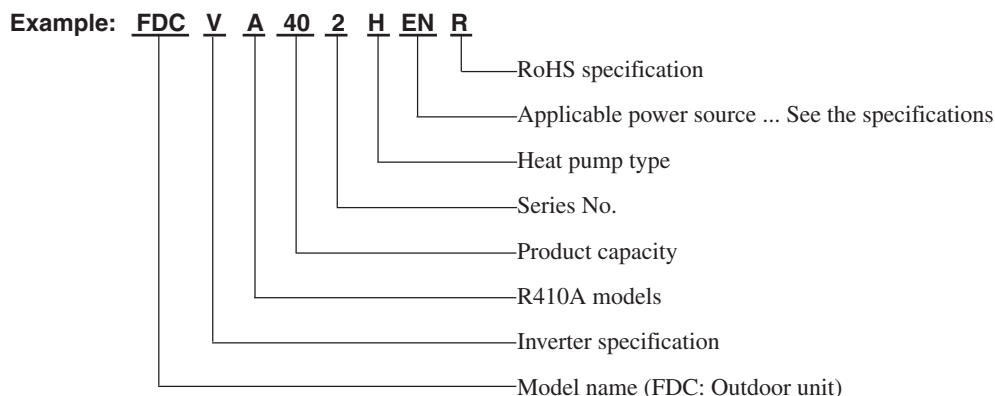 Example: FDC V A 40 2 H EN R
RoHS specification
Applicable power source ... See the specifications
Heat pump type
Series No.
Product capacity
R410A models
Inverter specification
Model name (FDC: Outdoor unit)